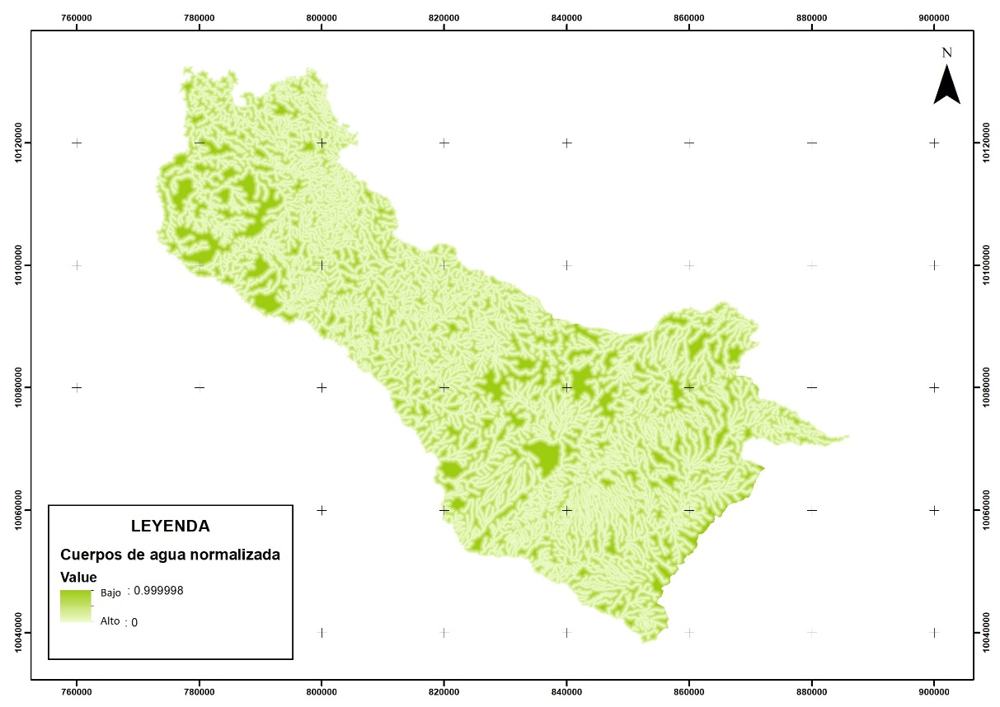 760000 780000 800000 820000 840000 860000 880000 900000
N
10120000 10120000
10100000 10100000
10080000 10080000
10060000 10060000
10040000 10040000
LEYENDA
Cuerpos de agua normalizada
Value
Bajo : 0.999998
Alto : 0
760000 780000 800000 820000 840000 860000 880000 900000